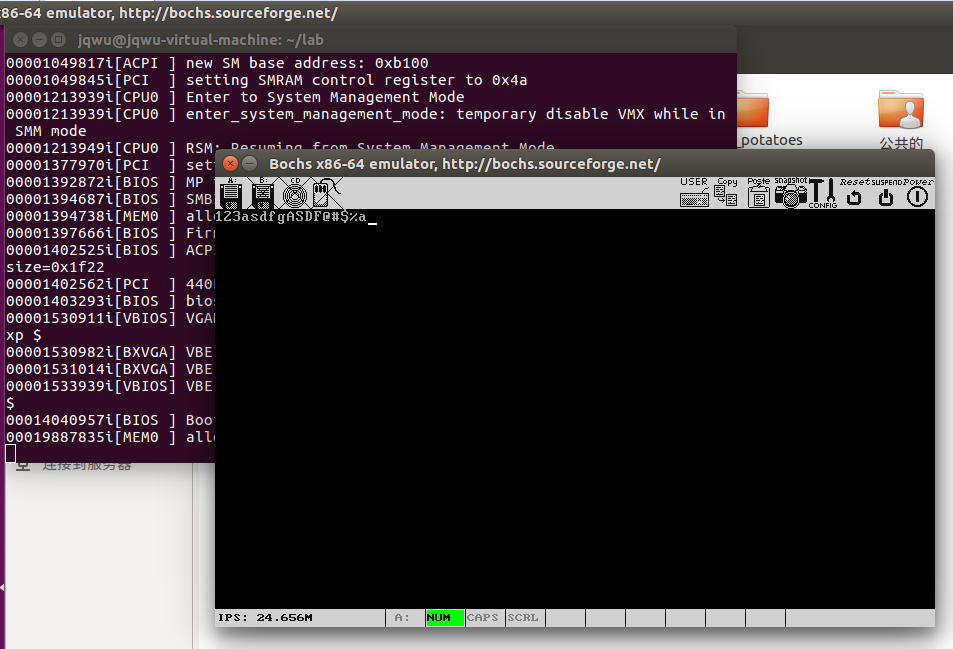 x86-64 emulator, http://bochs.sourceforge.net/
jqwu@jqwu-virtual-machine: ~/lab
00001049817i[ACPI ] new SM base address: 0xb100
00001049845i[PCI  ] setting SMRAM control register to 0x4a
00001213939i[CPU0 ] Enter to System Management Mode
00001213939i[CPU0 ] enter_system_management_mode: temporary disable VMX while in
 SMM mode
00001213949i[CPU0 ] RSM: Resuming from System Management Mode
00001377970i[PCI  ] set
00001392872i[BIOS ] MP
00001394687i[BIOS ] SMB
00001394738i[MEM0 ] all
00001397666i[BIOS ] Fir
00001402525i[BIOS ] ACP
size=0x1f22
00001402562i[PCI  ] 440
00001403293i[BIOS ] bio
00001530911i[VBIOS] VGA
xp $
00001530982i[BXVGA] VBE
00001531014i[BXVGA] VBE
00001533939i[VBIOS] VBE
$
00014040957i[BIOS ] Boo
00019887835i[MEM0 ] all
连接到服务器
_potatoes
公共的
Bochs x86-64 emulator, http://bochs.sourceforge.net/
A: B: CD USER Copy Paste snapshot CONFIG Reset SUSPEND Power
123asdfgASDF@#$%a_
IPS: 24.656M A: NUM CAPS SCRL